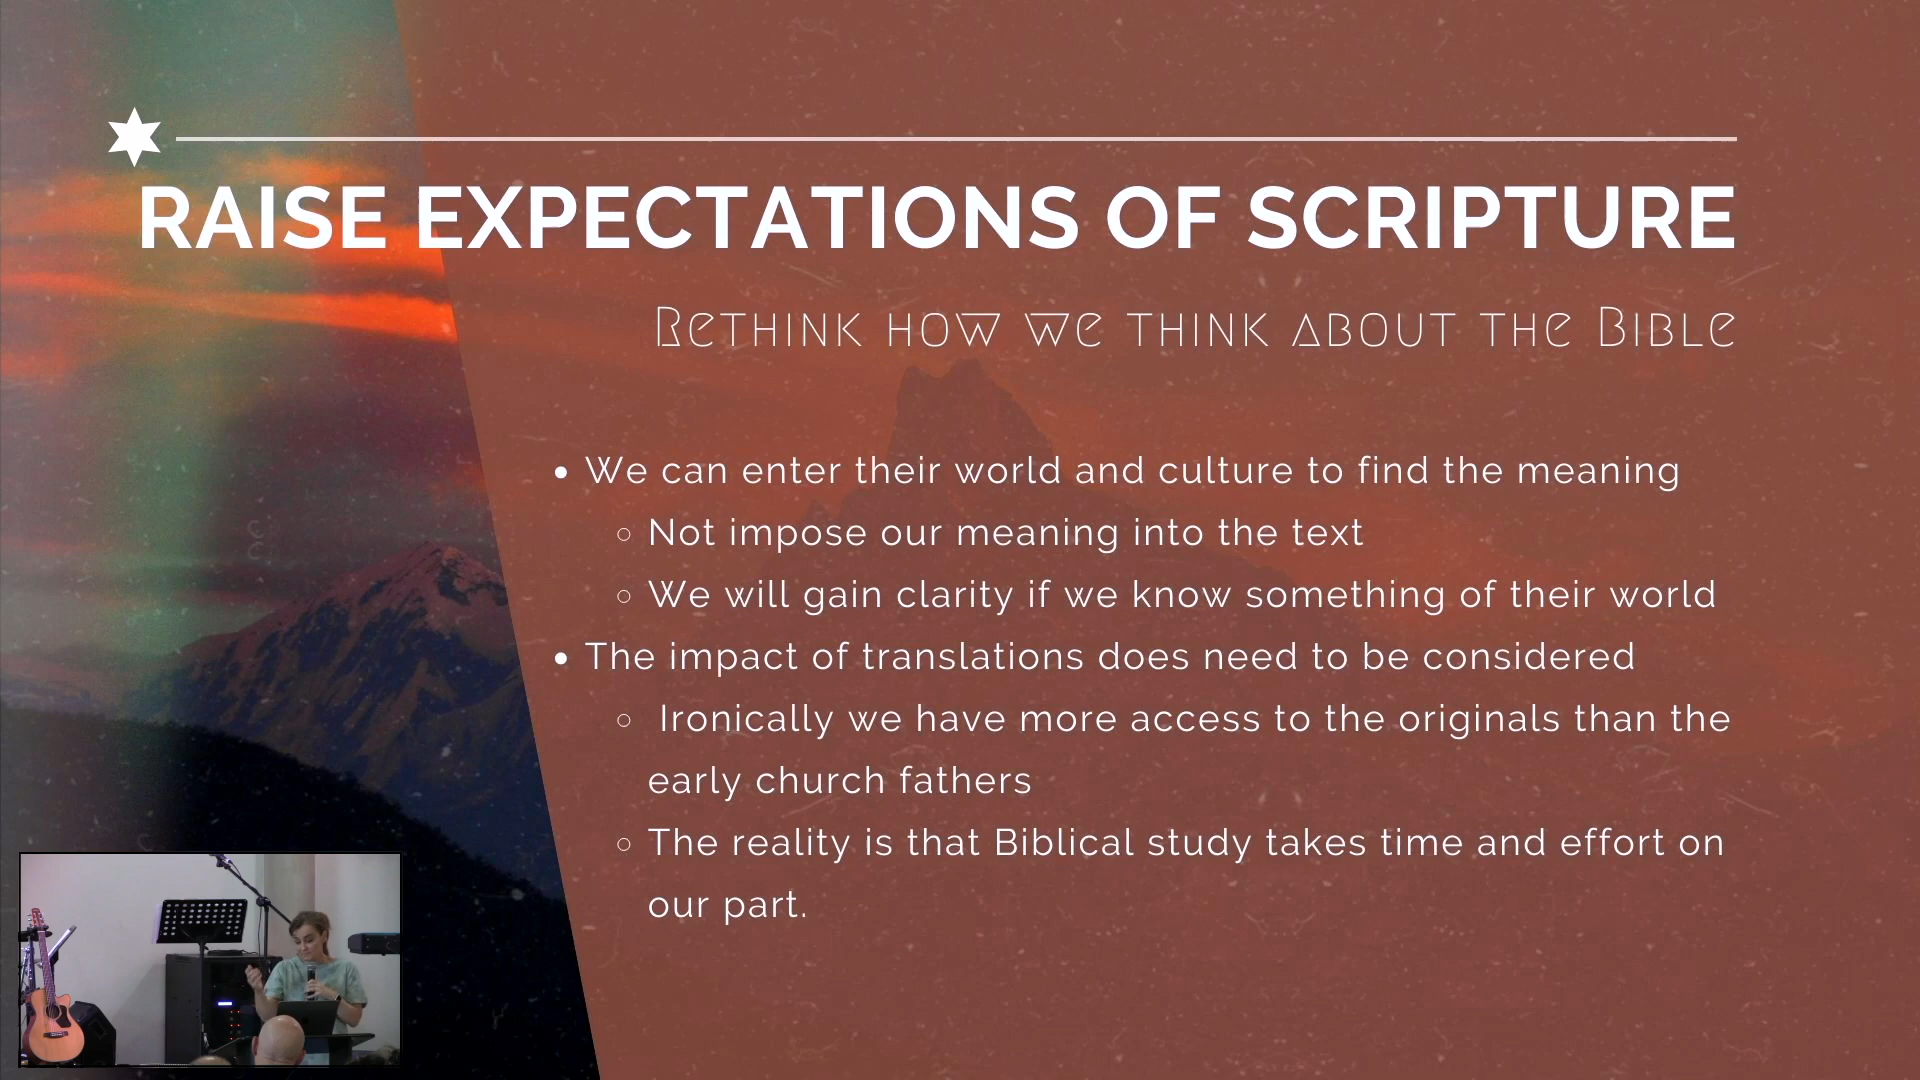 RAISE EXPECTATIONS OF SCRIPTURE
Rethink how we think about the Bible
• We can enter their world and culture to find the meaning
○ Not impose our meaning into the text
○ We will gain clarity if we know something of their world
• The impact of translations does need to be considered
○ Ironically we have more access to the originals than the
early church fathers
○ The reality is that Biblical study takes time and effort on
our part.